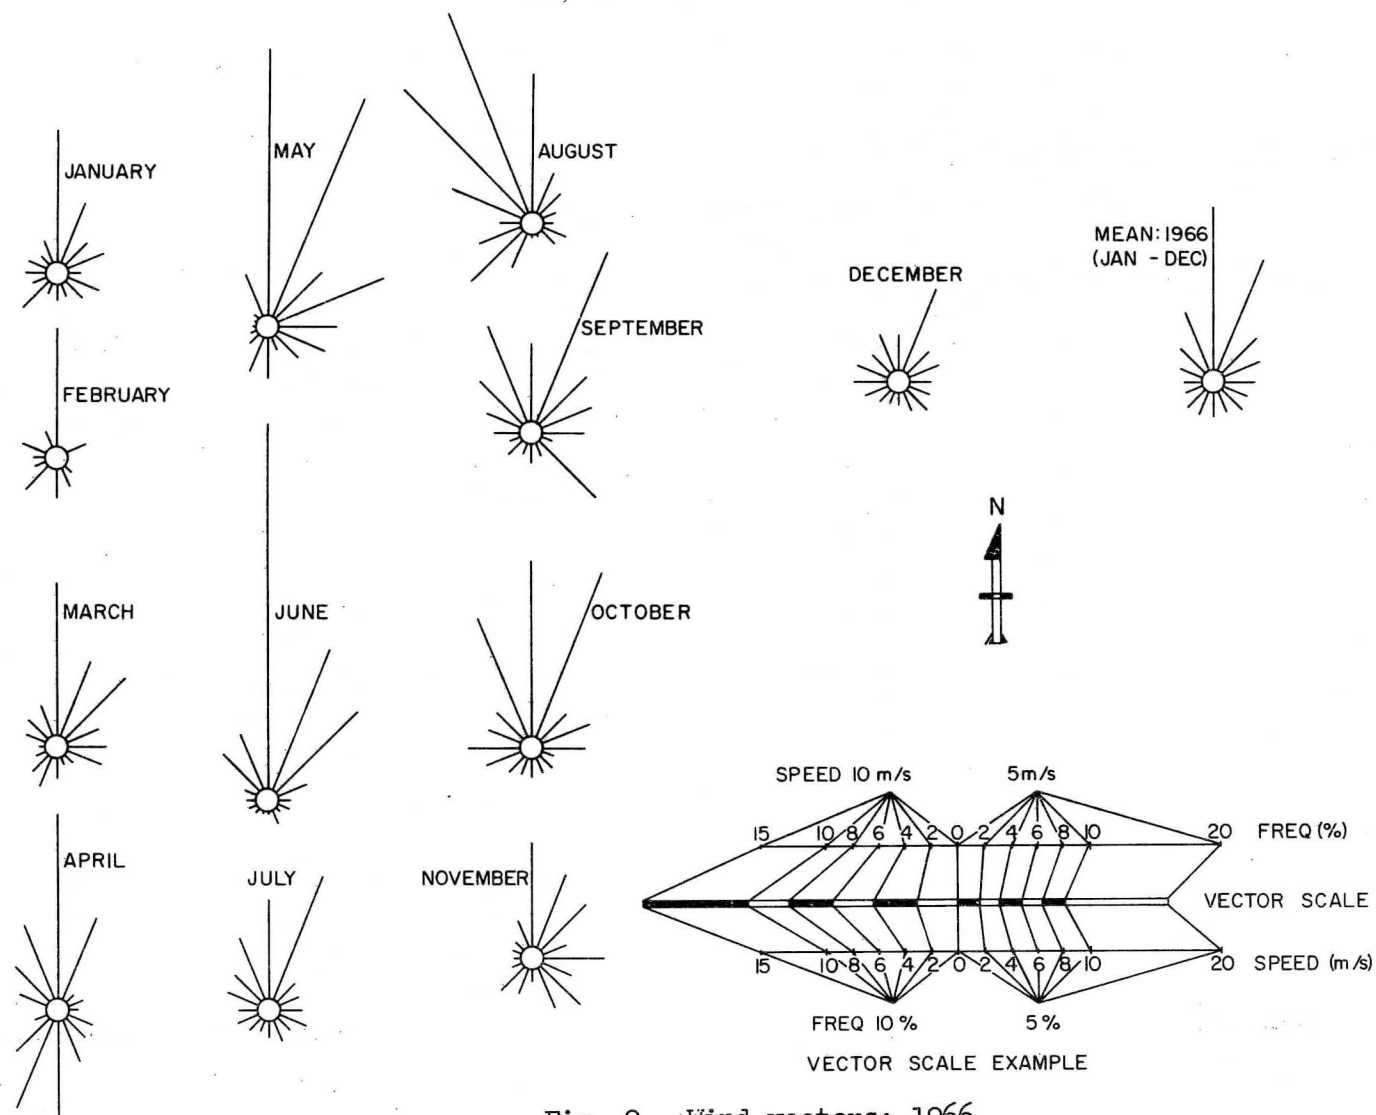 JANUARY
MAY
AUGUST
MEAN: 1966
(JAN - DEC)
DECEMBER
SEPTEMBER
FEBRUARY
N
MARCH
JUNE
OCTOBER
APRIL
JULY
NOVEMBER
SPEED 10 m/s 5m/s
15 10 8 6 4 2 0 2 4 6 8 10 20 FREQ (%)
VECTOR SCALE
15 10 8 6 4 2 0 2 4 6 8 10 20 SPEED (m/s)
FREQ 10% 5%
VECTOR SCALE EXAMPLE
Wind vectors: 1966